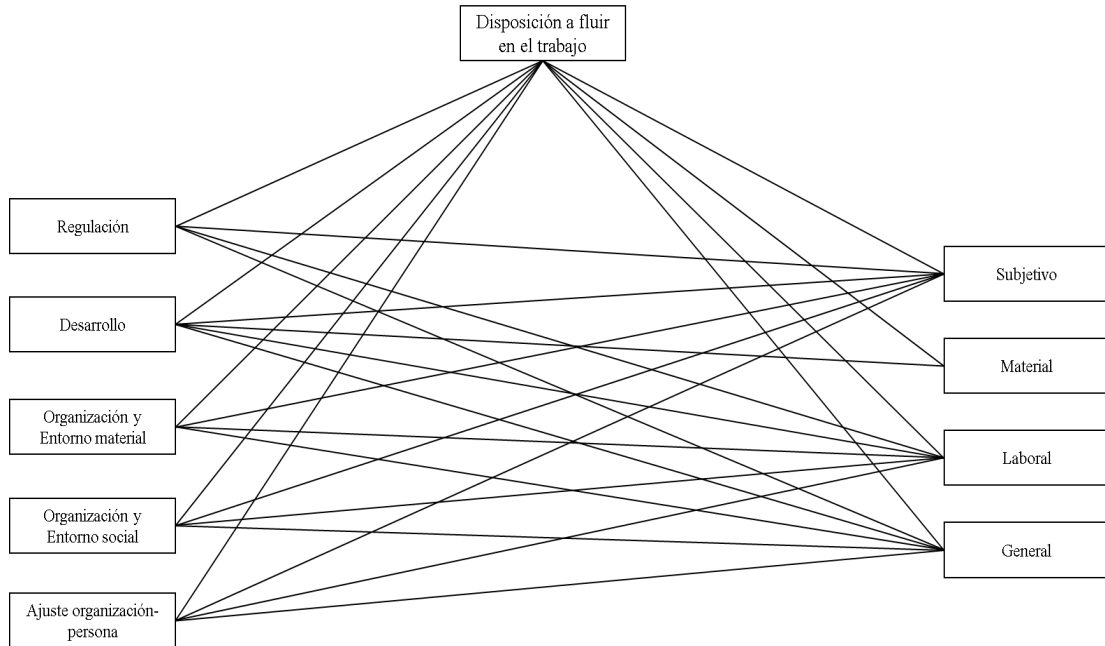 Disposición a fluir
en el trabajo
Regulación
Desarrollo
Organización y
Entorno material
Organización y
Entorno social
Ajuste organización-
persona
Subjetivo
Material
Laboral
General